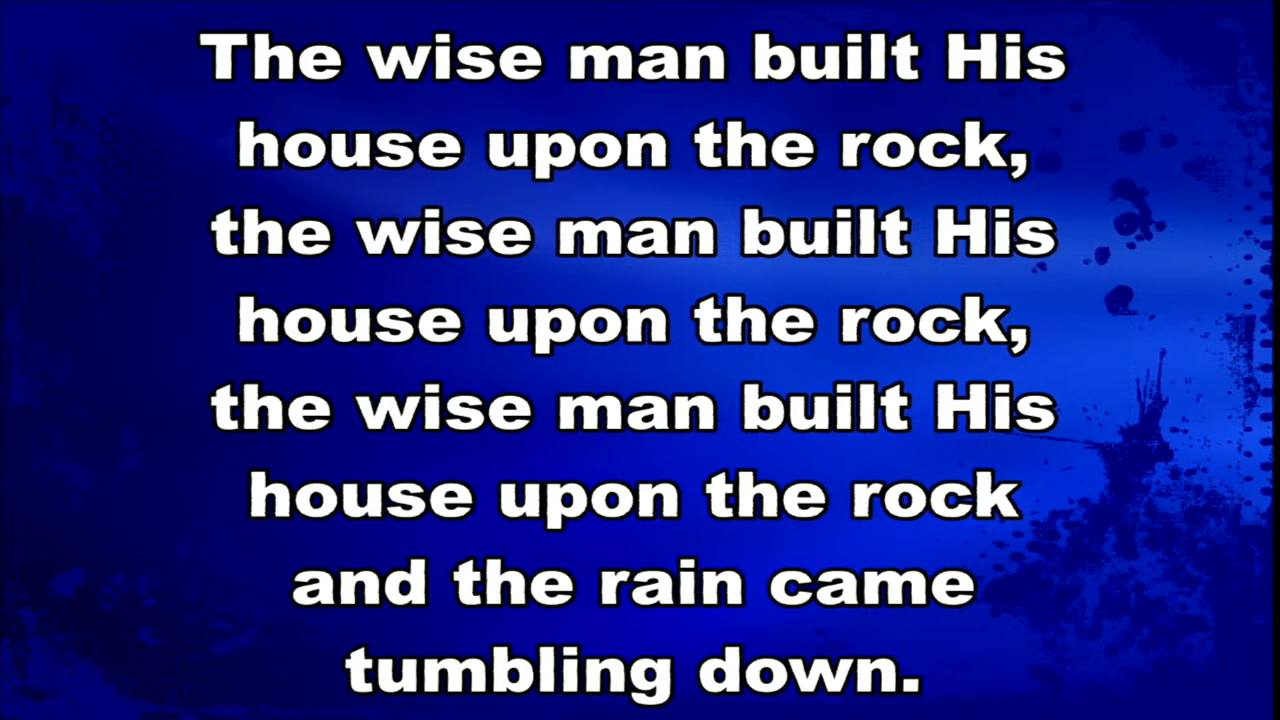 The wise man built His
house upon the rock,
the wise man built His
house upon the rock,
the wise man built His
house upon the rock
and the rain came
tumbling down.